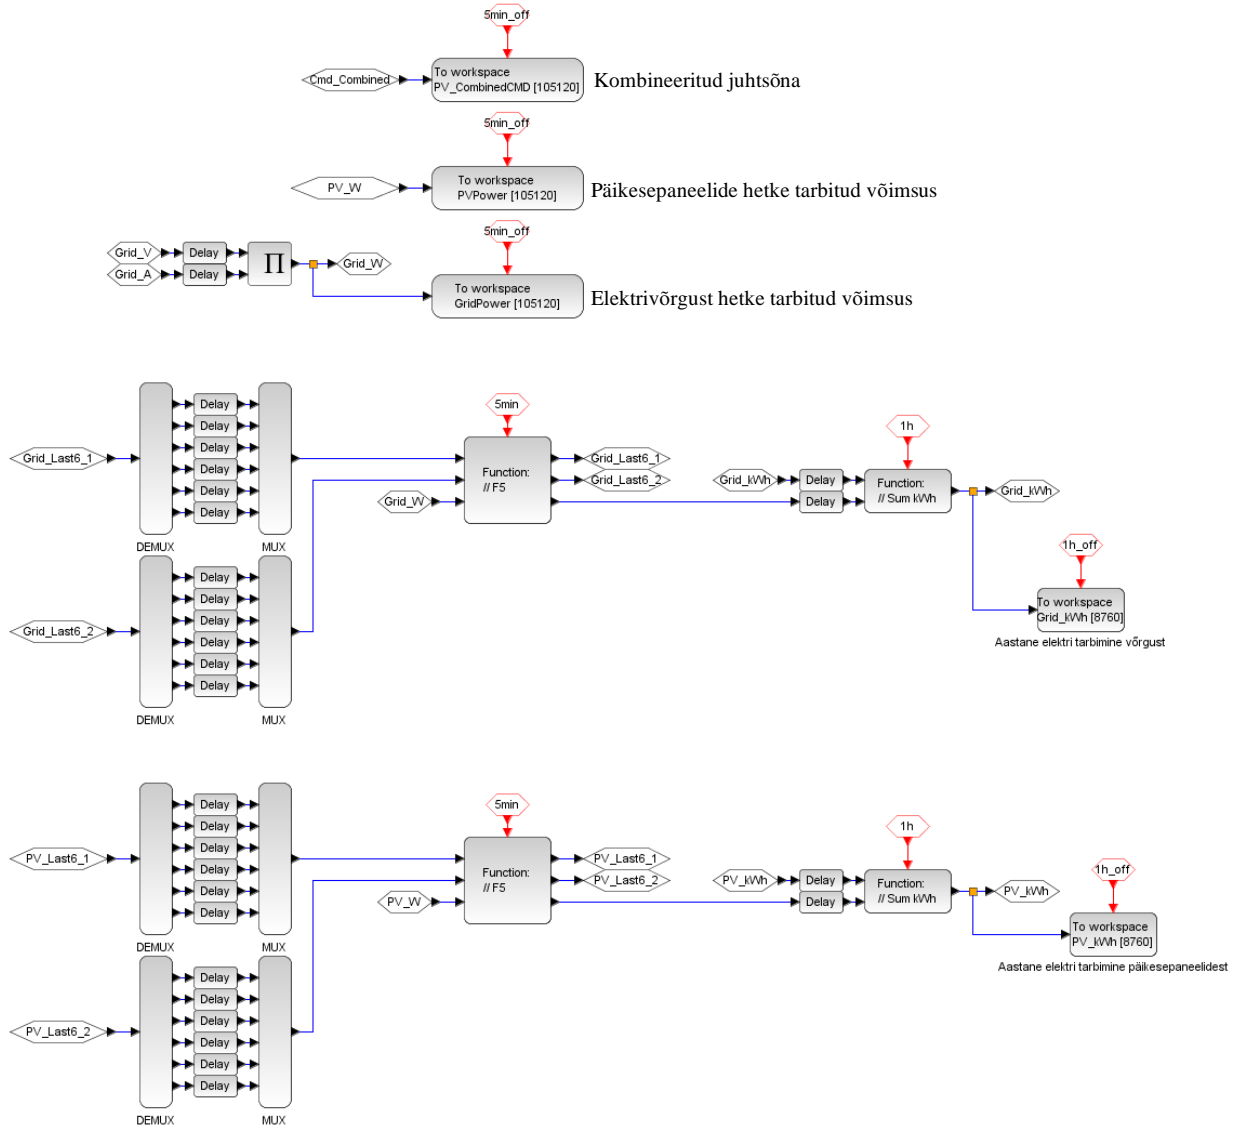 5min_off
Cmd_Combined
To workspace
PV_CombinedCMD [105120]
Kombineeritud juhtsõna
5min_off
PV_W
To workspace
PVPower [105120]
Päikesepaneelide hetke tarbitud võimsus
5min_off
Grid_V
Delay
Grid_A
Delay
∏
Grid_W
To workspace
GridPower [105120]
Elektrivõrgust hetke tarbitud võimsus
Grid_Last6_1
Delay
Delay
Delay
Delay
Delay
Delay
DEMUX
MUX
Grid_Last6_2
Delay
Delay
Delay
Delay
Delay
Delay
DEMUX
MUX
5min
Function:
// F5
Grid_W
Grid_Last6_1
Grid_Last6_2
1h
Grid_kWh
Delay
Delay
Function:
// Sum kWh
Grid_kWh
1h_off
To workspace
Grid_kWh [8760]
Aastane elektri tarbimine võrgust
PV_Last6_1
Delay
Delay
Delay
Delay
Delay
Delay
DEMUX
MUX
PV_Last6_2
Delay
Delay
Delay
Delay
Delay
Delay
DEMUX
MUX
5min
Function:
// F5
PV_W
PV_Last6_1
PV_Last6_2
1h
PV_kWh
Delay
Delay
Function:
// Sum kWh
PV_kWh
1h_off
To workspace
PV_kWh [8760]
Aastane elektri tarbimine päikesepaneelidest